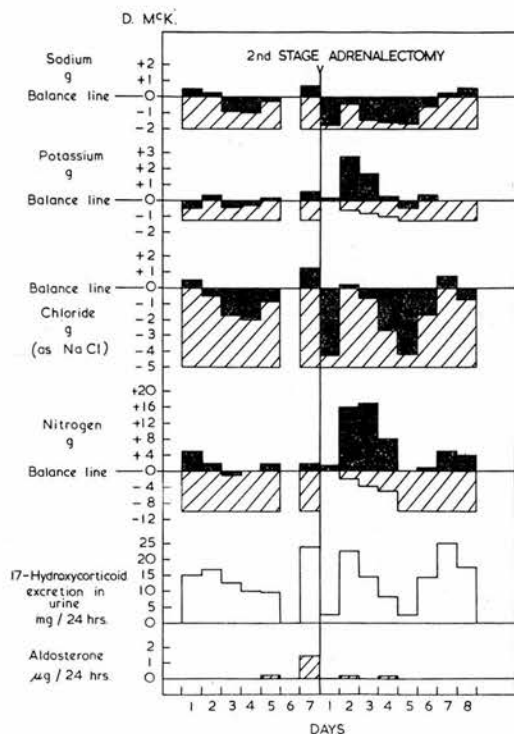 D. McK.
2nd STAGE ADRENALECTOMY
Sodium
g
Balance line
+2
+1
0
-1
-2
Potassium
g
Balance line
+3
+2
+1
0
-1
-2
Balance line
Chloride
g
(as NaCl)
+2
+1
0
-1
-2
-3
-4
-5
Nitrogen
g
Balance line
+20
+16
+12
+8
+4
0
-4
-8
-12
17-Hydroxycorticoid
excretion in
urine
mg / 24 hrs.
25
20
15
10
5
0
Aldosterone
µg / 24 hrs.
2
1
0
1 2 3 4 5 6 7 1 2 3 4 5 6 7 8
DAYS